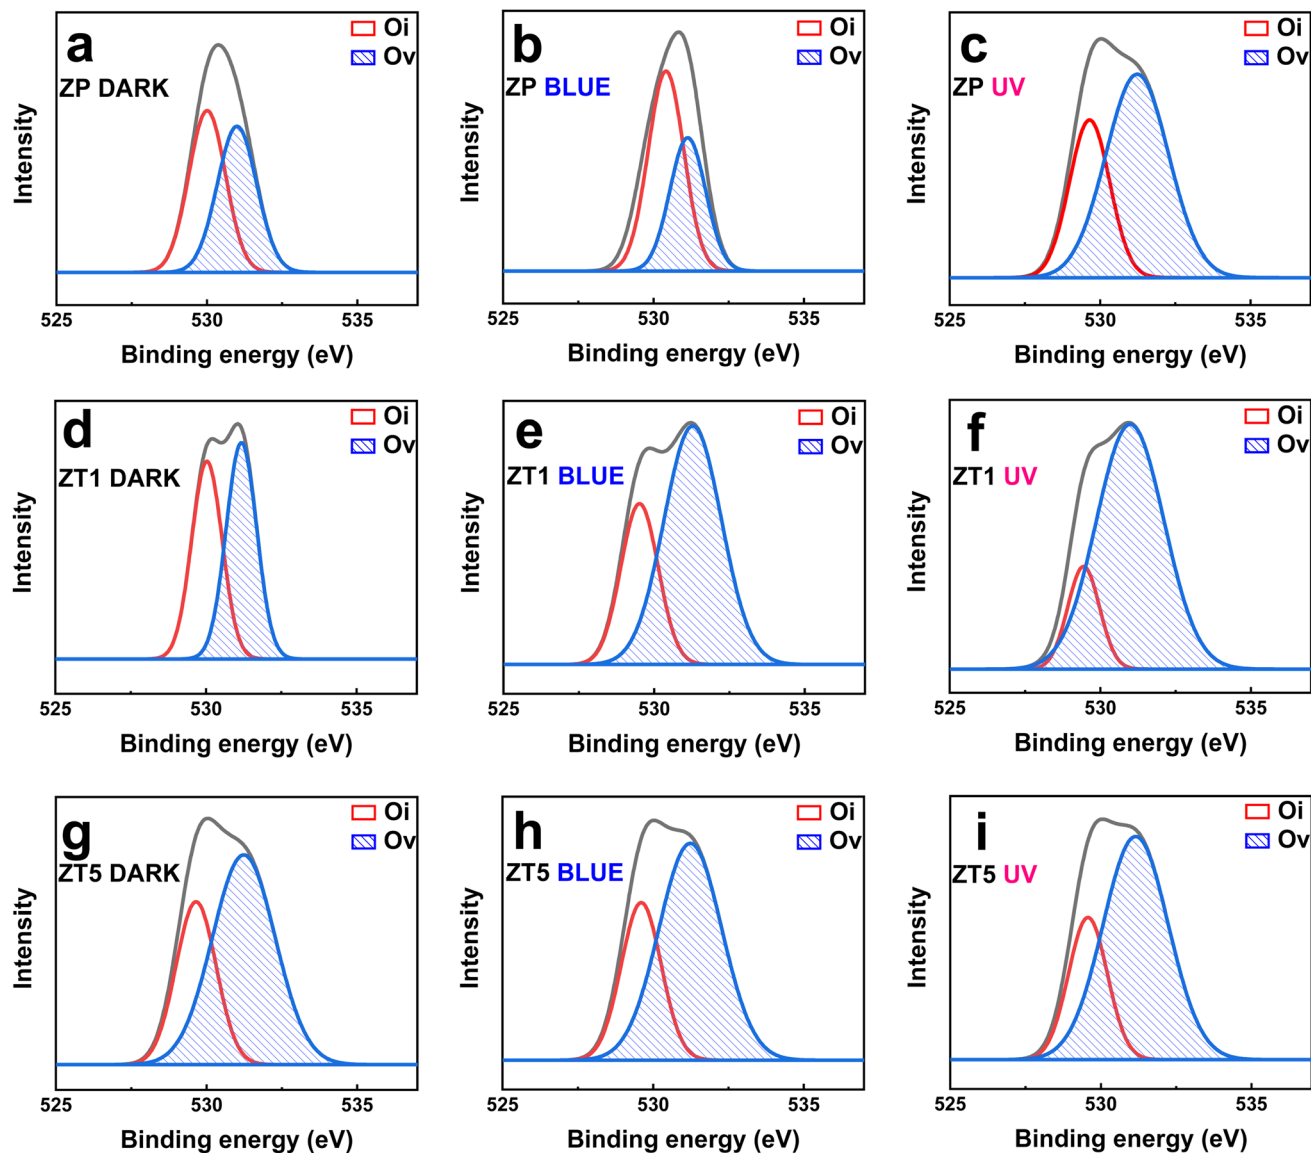 a
ZP DARK
Oi
Ov
Intensity
525 530 535
Binding energy (eV)
b
ZP BLUE
Oi
Ov
Intensity
525 530 535
Binding energy (eV)
c
ZP UV
Oi
Ov
Intensity
525 530 535
Binding energy (eV)
d
ZT1 DARK
Oi
Ov
Intensity
525 530 535
Binding energy (eV)
e
ZT1 BLUE
Oi
Ov
Intensity
525 530 535
Binding energy (eV)
f
ZT1 UV
Oi
Ov
Intensity
525 530 535
Binding energy (eV)
g
ZT5 DARK
Oi
Ov
Intensity
525 530 535
Binding energy (eV)
h
ZT5 BLUE
Oi
Ov
Intensity
525 530 535
Binding energy (eV)
i
ZT5 UV
Oi
Ov
Intensity
525 530 535
Binding energy (eV)